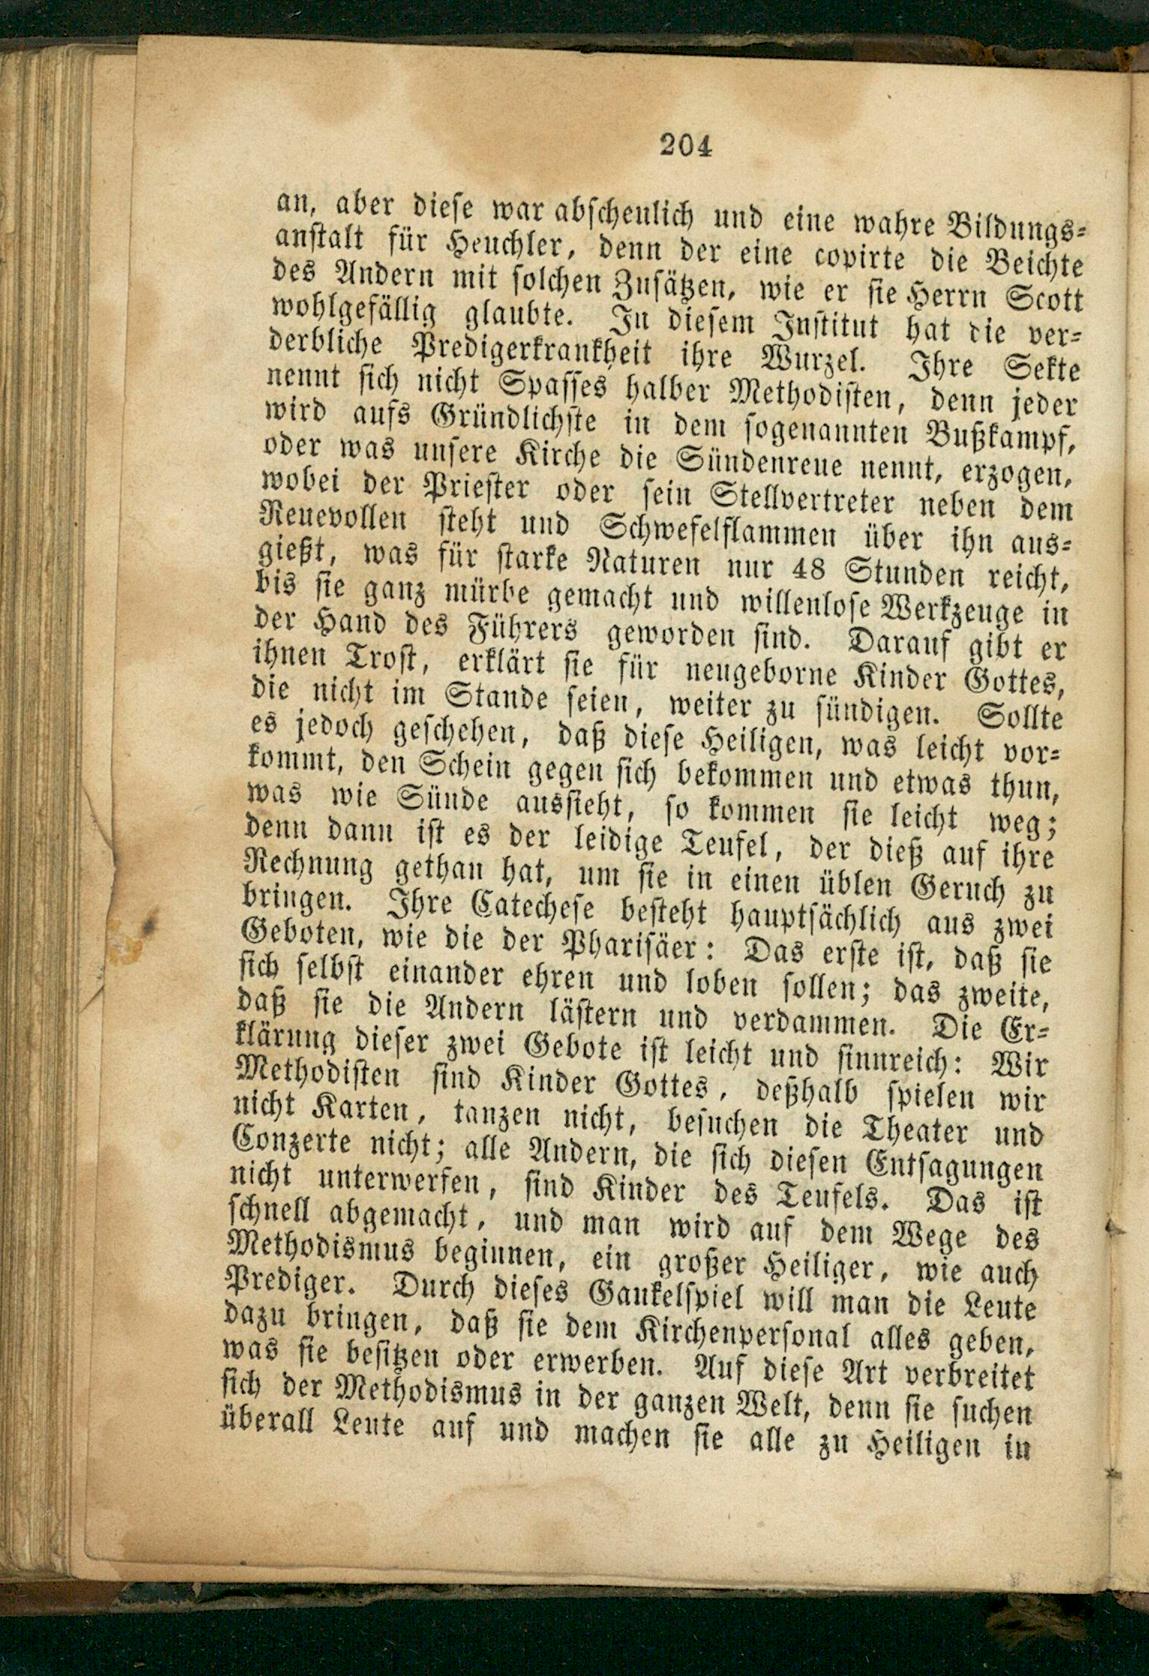 204
an, aber diese war abscheulich und eine wahre Bildungs-
anstalt für Heuchler, denn der eine copirte die Beichte
des Andern mit solchen Zusätzen, wie er sie Herrn Scott
wohlgefällig glaubte. In diesem Institut hat die ver-
derbliche Predigerkrankheit ihre Wurzel. Ihre Sekte
nennt sich nicht Spasses halber Methodisten, denn jeder
wird aufs Gründlichste in dem sogenannten Bußkampf,
oder was unsere Kirche die Sündenreue nennt, erzogen,
wobei der Priester oder sein Stellvertreter neben dem
Reuevollen steht und Schwefelflammen über ihn aus-
gießt, was für starke Naturen nur 48 Stunden reicht,
bis sie ganz mürbe gemacht und willenlose Werkzeuge in
der Hand des Führers geworden sind. Darauf gibt er
ihnen Trost, erklärt sie für neugeborne Kinder Gottes,
die nicht im Stande seien, weiter zu sündigen. Sollte
es jedoch geschehen, daß diese Heiligen, was leicht vor-
kommt, den Schein gegen sich bekommen und etwas thun,
was wie Sünde aussieht, so kommen sie leicht weg;
denn dann ist es der leidige Teufel, der dieß auf ihre
Rechnung gethan hat, um sie in einen üblen Geruch zu
bringen. Ihre Catechese besteht hauptsächlich aus zwei
Geboten, wie die der Pharisäer: Das erste ist, daß sie
sich selbst einander ehren und loben sollen; das zweite,
daß sie die Andern lästern und verdammen. Die Er-
klärung dieser zwei Gebote ist leicht und sinnreich: Wir
Methodisten sind Kinder Gottes, deßhalb spielen wir
nicht Karten, tanzen nicht, besuchen die Theater und
Conzerte nicht; alle Andern, die sich diesen Entsagungen
nicht unterwerfen, sind Kinder des Teufels. Das ist
schnell abgemacht, und man wird auf dem Wege des
Methodismus beginnen, ein großer Heiliger, wie auch
Prediger. Durch dieses Gaukelspiel will man die Leute
dazu bringen, daß sie dem Kirchenpersonal alles geben,
was sie besitzen oder erwerben. Auf diese Art verbreitet
sich der Methodismus in der ganzen Welt, denn sie suchen
überall Leute auf und machen sie alle zu Heiligen in